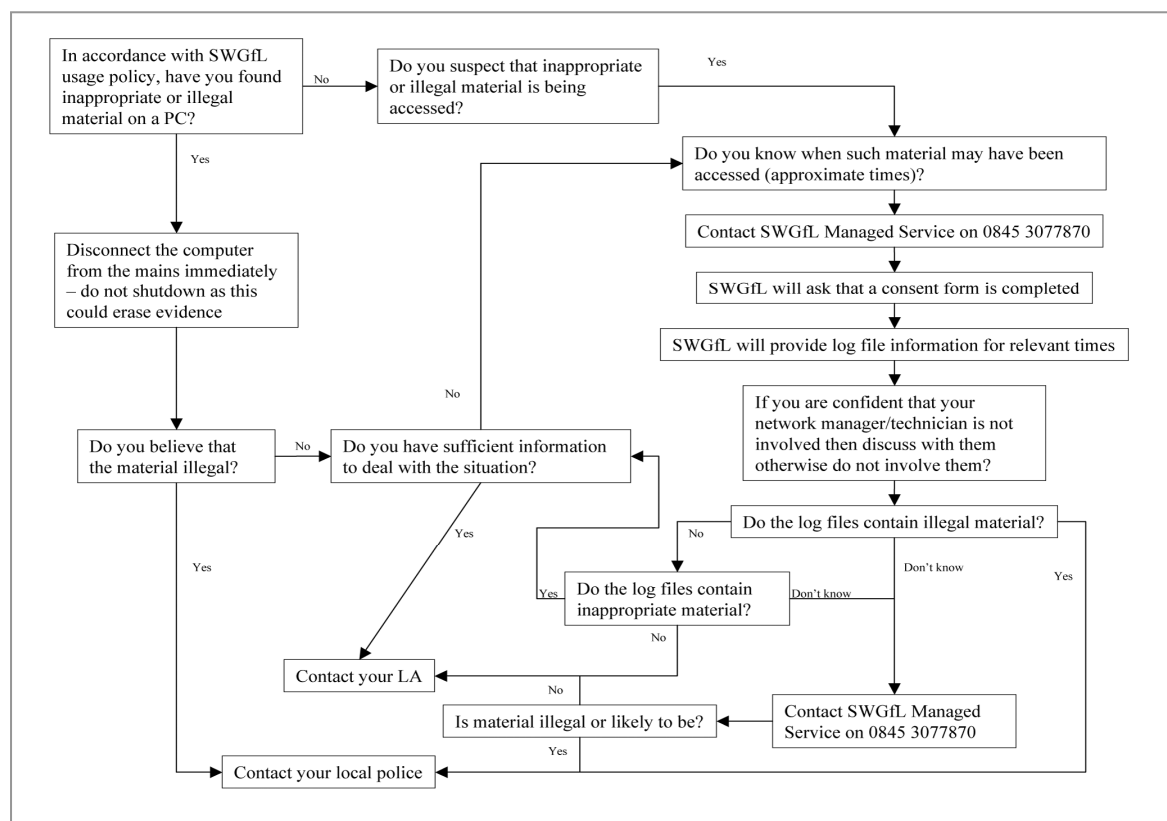 In accordance with SWGfL
usage policy, have you found
inappropriate or illegal
material on a PC?
No
Do you suspect that inappropriate
or illegal material is being
accessed?
Yes
Yes
Do you know when such material may have been
accessed (approximate times)?
Contact SWGfL Managed Service on 0845 3077870
Disconnect the computer
from the mains immediately
– do not shutdown as this
could erase evidence
SWGfL will ask that a consent form is completed
SWGfL will provide log file information for relevant times
No
If you are confident that your
network manager/technician is not
involved then discuss with them
otherwise do not involve them?
Do you believe that
the material illegal?
No
Do you have sufficient information
to deal with the situation?
Do the log files contain illegal material?
No
Yes
Yes
Don't know
Yes
Do the log files contain
inappropriate material?
Yes
Don't know
No
Contact your LA
No
Is material illegal or likely to be?
Contact SWGfL Managed
Service on 0845 3077870
Yes
Contact your local police